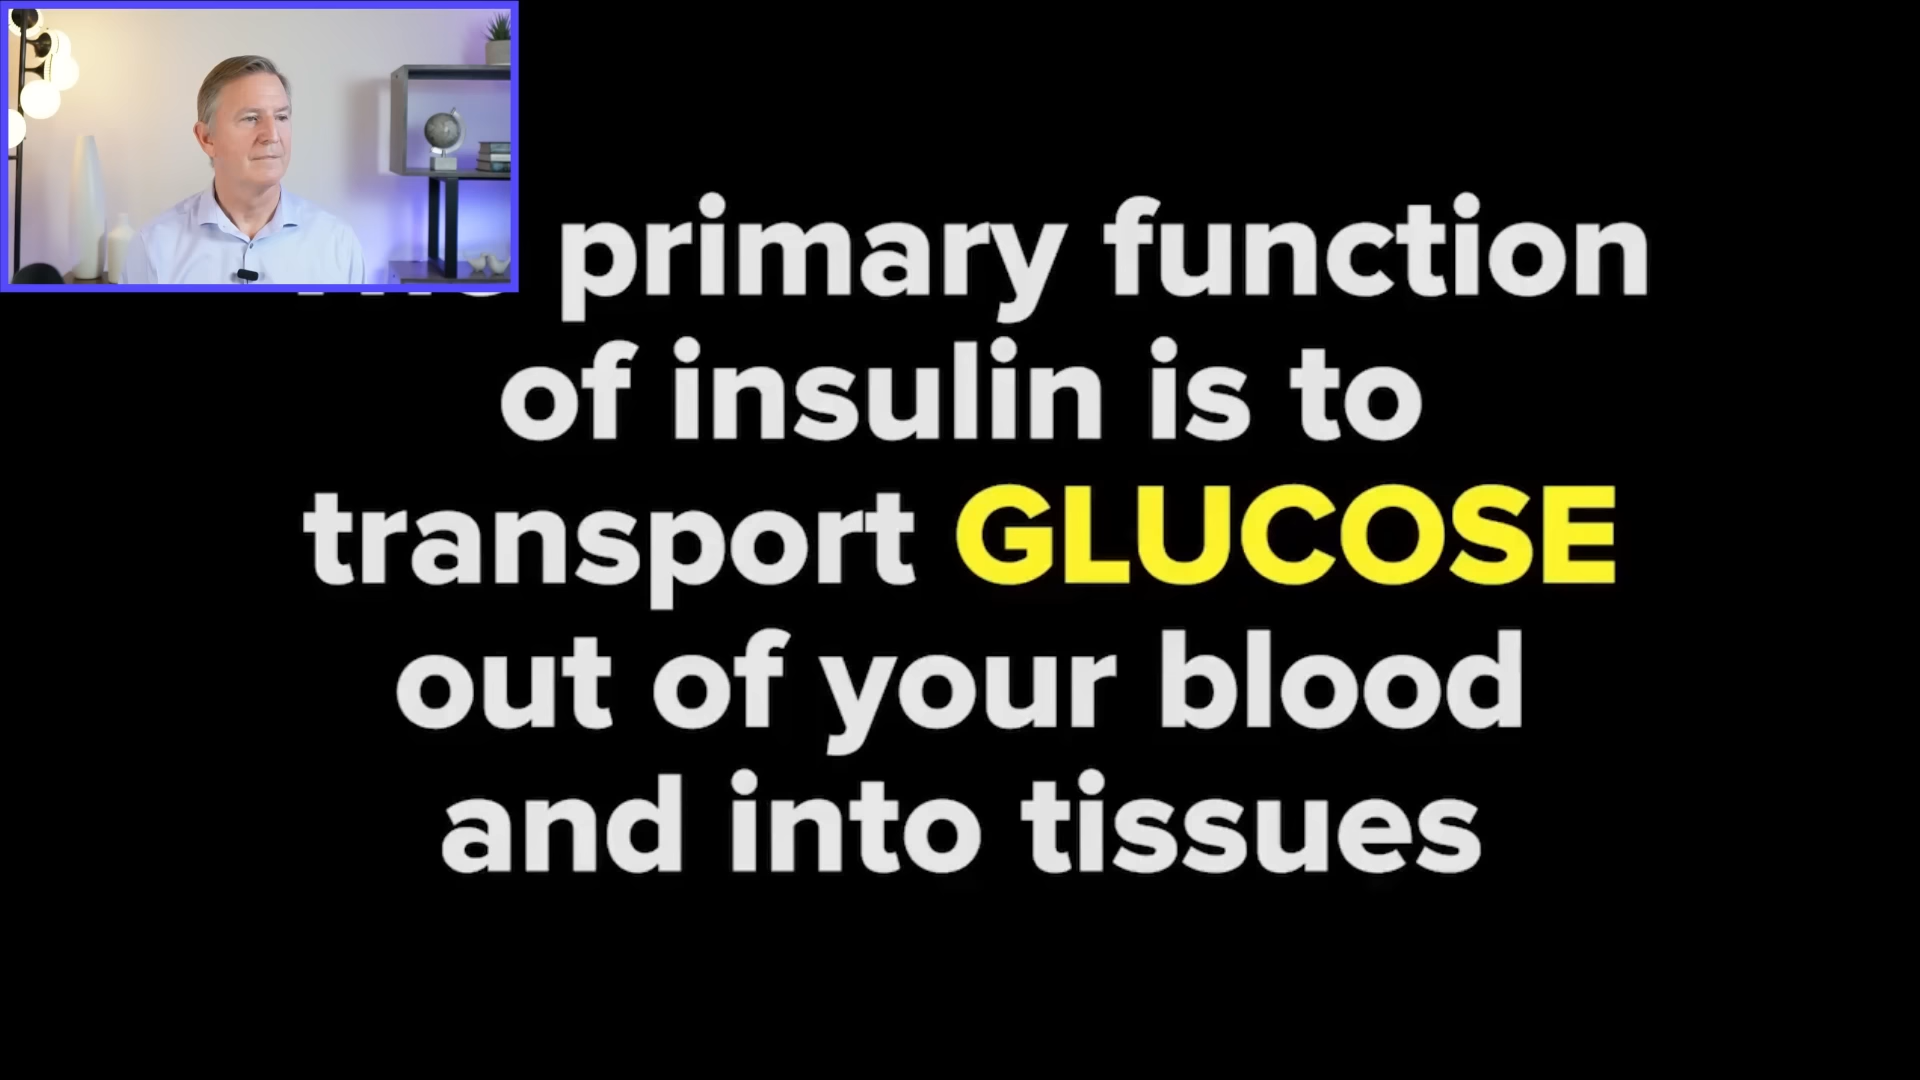 primary function
of insulin is to
transport GLUCOSE
out of your blood
and into tissues